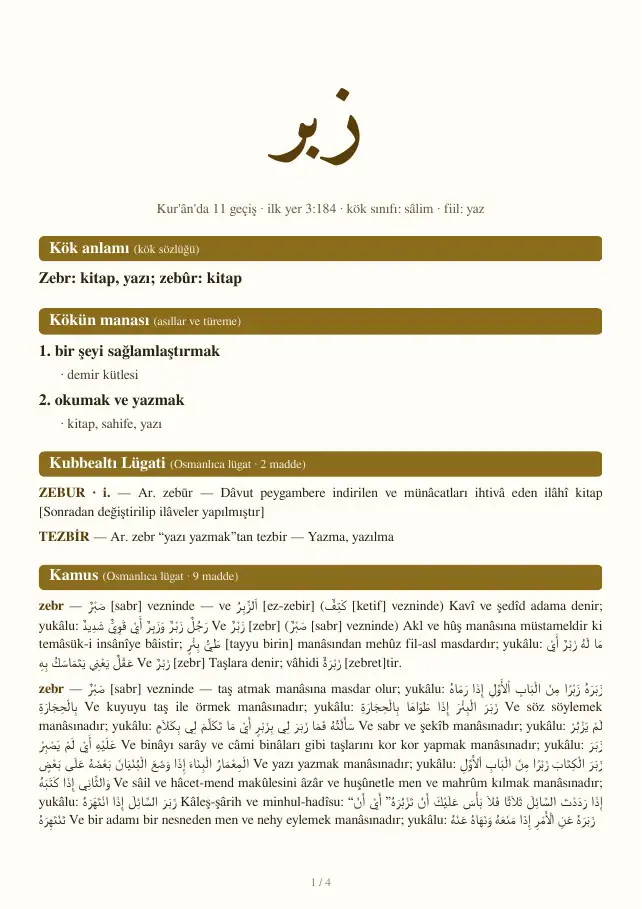 زبر
Kur'ân'da 11 geçiş · ilk yer 3:184 · kök sınıfı: sâlim · fiil: yaz
Kök anlamı (kök sözlüğü)
Zebr: kitap, yazı; zebûr: kitap
Kökün manası (asıllar ve türeme)
1. bir şeyi sağlamlaştırmak
· demir kütlesi
2. okumak ve yazmak
· kitap, sahife, yazı
Kubbealtı Lügati (Osmanlıca lügat · 2 madde)
ZEBUR · i. — Ar. zebūr — Dâvut peygambere indirilen ve münâcatları ihtivâ eden ilâhî kitap
[Sonradan değiştirilip ilâveler yapılmıştır]
TEZBİR — Ar. zebr “yazı yazmak”tan tezbìr — Yazma, yazılma
Kamus (Osmanlıca lügat · 9 madde)
zebr — صَبْرٌ [sabr] vezninde — ve اَلزَّبِرُ [ez-zebir] (كَتِفٌ [ketif] vezninde) Kavî ve şedîd adama denir;
yukâlu: رَجُلٌ زَبْرٌ وَزَبِرٌ أَيْ قَوِيٌّ شَدِيدٌ Ve زَبْرٌ [zebr] (صَبْرٌ [sabr] vezninde) Akl ve hûş manâsına müstameldir ki
temâsük-i insânîye bâistir; طَيُّ بِئْرٍ [tayyu birin] manâsından mehûz fil-asl masdardır; yukâlu: مَا لَهُ زَبْرٌ أَيْ
عَقْلٌ يَعْنِي يَتَمَاسَكُ بِهِ Ve زَبْرٌ [zebr] Taşlara denir; vâhidi زَبْرَةٌ [zebret]tir.
zebr — صَبْرٌ [sabr] vezninde — taş atmak manâsına masdar olur; yukâlu: زَبَرَهُ زَبْرًا مِنَ الْبَابِ الْأَوَّلِ إِذَا رَمَاهُ
بِالْحِجَارَةِ Ve kuyuyu taş ile örmek manâsınadır; yukâlu: زَبَرَ الْبِئْرَ إِذَا طَوَاهَا بِالْحِجَارَةِ Ve söz söylemek
manâsınadır; yukâlu: سَأَلْتُهُ فَمَا زَبَرَ لِي بِزَبْرٍ أَيْ مَا تَكَلَّمَ لِي بِكَلَامٍ Ve sabr ve şekîb manâsınadır; yukâlu: لَمْ يَزْبُرْ
عَلَيْهِ أَيْ لَمْ يَصْبِرْ Ve binâyı sarây ve câmi binâları gibi taşlarını kor kor yapmak manâsınadır; yukâlu: زَبَرَ
الْمِعْمَارُ الْبِنَاءَ إِذَا وَضَعَ الْبُنْيَانَ بَعْضَهُ عَلَى بَعْضٍ Ve yazı yazmak manâsınadır; yukâlu: زَبَرَ الْكِتَابَ زَبْرًا مِنَ الْبَابِ الْأَوَّلِ
وَالثَّانِي إِذَا كَتَبَهُ Ve sâil ve hâcet-mend makûlesini âzâr ve huşûnetle men ve mahrûm kılmak manâsınadır;
yukâlu: زَبَرَ السَّائِلَ إِذَا انْتَهَرَهُ Kâleş-şârih ve minhul-hadîsu: “إِذَا رَدَدْتَ السَّائِلَ ثَلَاثًا فَلَا بَأْسَ عَلَيْكَ أَنْ تَزْبُرَهُ” أَيْ أَنْ
تَنْتَهِرَهُ Ve bir adamı bir nesneden men ve nehy eylemek manâsınadır; yukâlu: زَبَرَهُ عَنِ الْأَمْرِ إِذَا مَنَعَهُ وَنَهَاهُ عَنْهُ
1 / 4